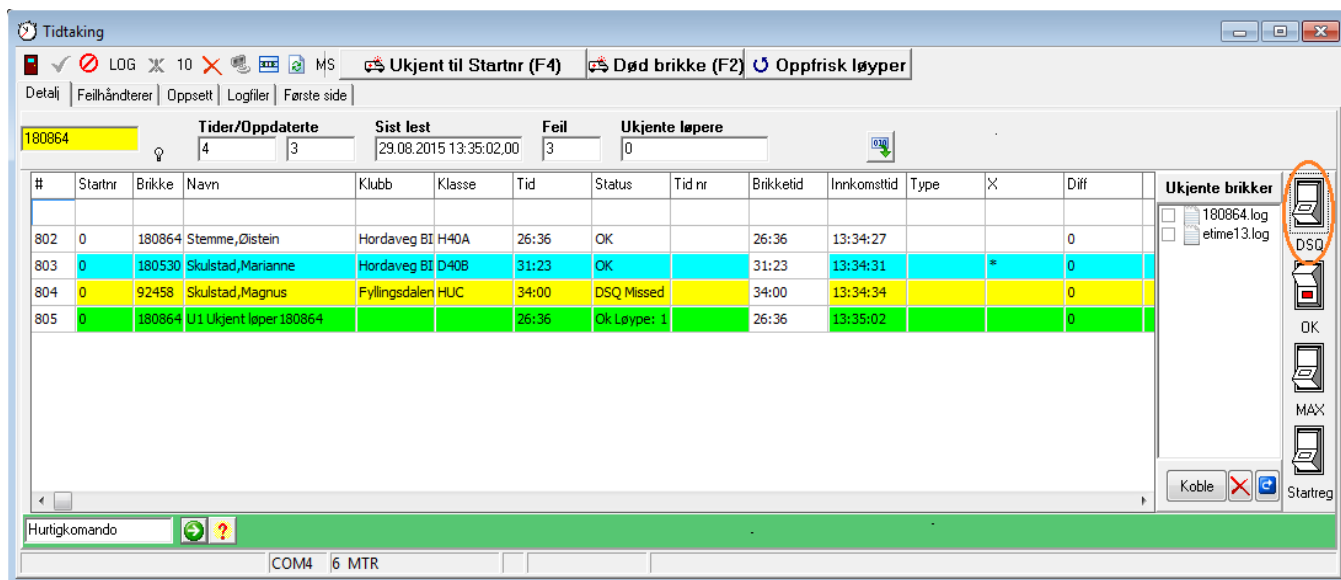 Tidtaking
LOG 10 MS Ukjent til Startnr (F4) Død brikke (F2) Oppfrisk løyper
Detalj Feilhåndterer Oppsett Logfiler Første side
Tider/Oppdaterte Sist lest Feil Ukjente løpere
180864 4 3 29.08.2015 13:35:02,00 3 0
# Startnr Brikke Navn Klubb Klasse Tid Status Tid nr Brikketid Innkomsttid Type X Diff
802 0 180864 Stemme,Øistein Hordaveg BI H40A 26:36 OK 26:36 13:34:27 0
803 0 180530 Skulstad,Marianne Hordaveg BI D40B 31:23 OK 31:23 13:34:31 * 0
804 0 92458 Skulstad,Magnus Fyllingsdalen HUC 34:00 DSQ Missed 34:00 13:34:34 0
805 0 180864 U1 Ukjent løper 180864 26:36 Ok Løype: 1 26:36 13:35:02 0
Ukjente brikker
180864.log
etime13.log
DSQ
OK
MAX
Startreg
Koble
Hurtigkomando ?
COM4 6 MTR